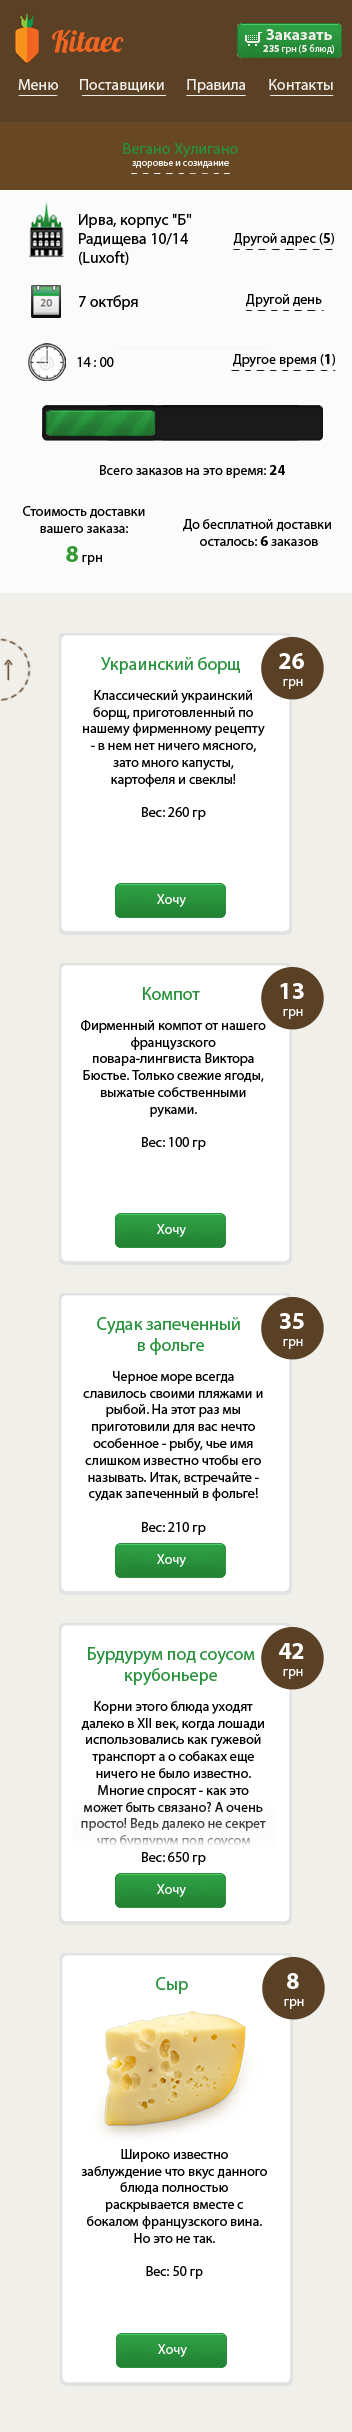 Kitaec
Заказать
235 грн (5 блюд)
Меню Поставщики Правила Контакты
Вегано Хулигано
здоровье и созидание
Ирва, корпус "Б"
Радищева 10/14
(Luxoft)
Другой адрес (5)
20
7 октбря
Другой день
14 : 00
Другое время (1)
Всего заказов на это время: 24
Стоимость доставки
вашего заказа:
8 грн
До бесплатной доставки
осталось: 6 заказов
Украинский борщ
26
грн
Классический украинский
борщ, приготовленный по
нашему фирменному рецепту
- в нем нет ничего мясного,
зато много капусты,
картофеля и свеклы!
Вес: 260 гр
Хочу
Компот
13
грн
Фирменный компот от нашего
французского
повара-лингвиста Виктора
Бюстье. Только свежие ягоды,
выжатые собственными
руками.
Вес: 100 гр
Хочу
Судак запеченный
в фольге
35
грн
Черное море всегда
славилось своими пляжами и
рыбой. На этот раз мы
приготовили для вас нечто
особенное - рыбу, чье имя
слишком известно чтобы его
называть. Итак, встречайте -
судак запеченный в фольге!
Вес: 210 гр
Хочу
Бурдурум под соусом
крубоньере
42
грн
Корни этого блюда уходят
далеко в XII век, когда лошади
использовались как гужевой
транспорт а о собаках еще
ничего не было известно.
Многие спросят - как это
может быть связано? А очень
просто! Ведь далеко не секрет
что бурдурум под соусом
Вес: 650 гр
Хочу
Сыр
8
грн
Широко известно
заблуждение что вкус данного
блюда полностью
раскрывается вместе с
бокалом французского вина.
Но это не так.
Вес: 50 гр
Хочу